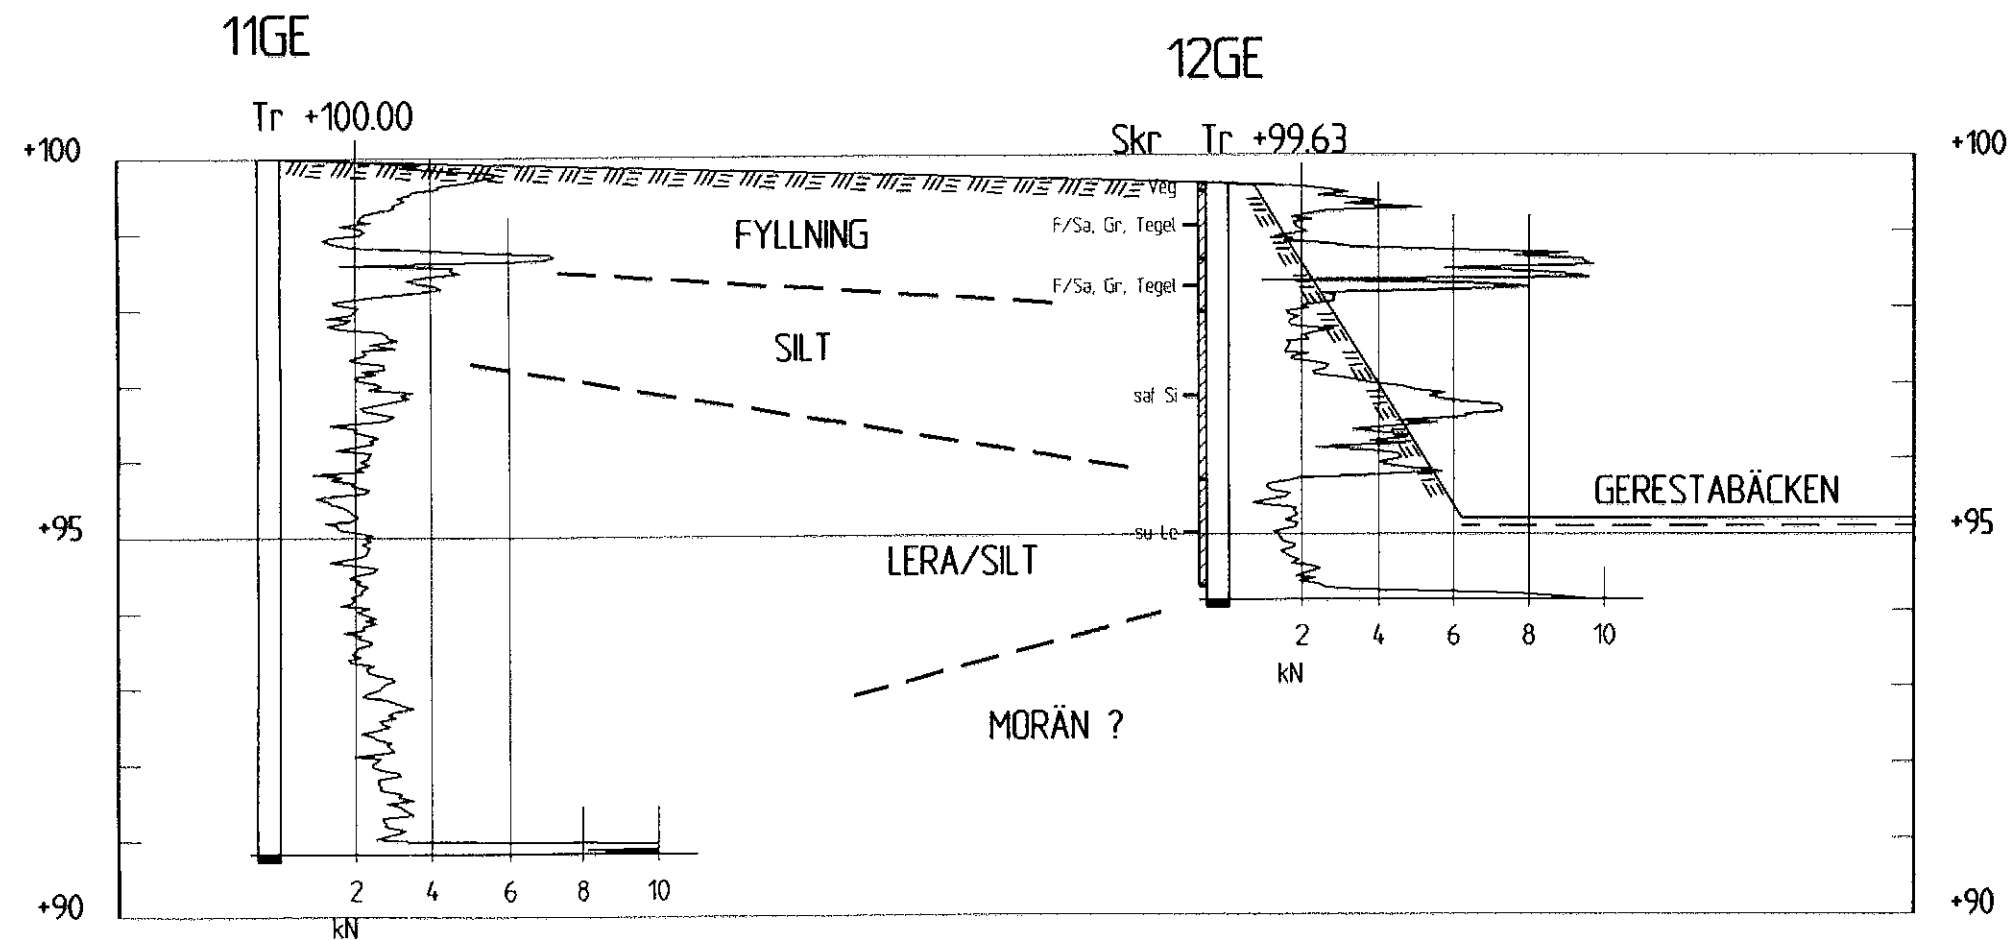 11GE
12GE
Tr +100.00
Skr Tr +99.63
+100
+100
Veg
F/Sa, Gr, Tegel
FYLLNING
F/Sa, Gr, Tegel
SILT
saf Si
GERESTABÄCKEN
+95
+95
su Le
LERA/SILT
2 4 6 8 10
kN
MORÄN ?
2 4 6 8 10
kN
+90
+90